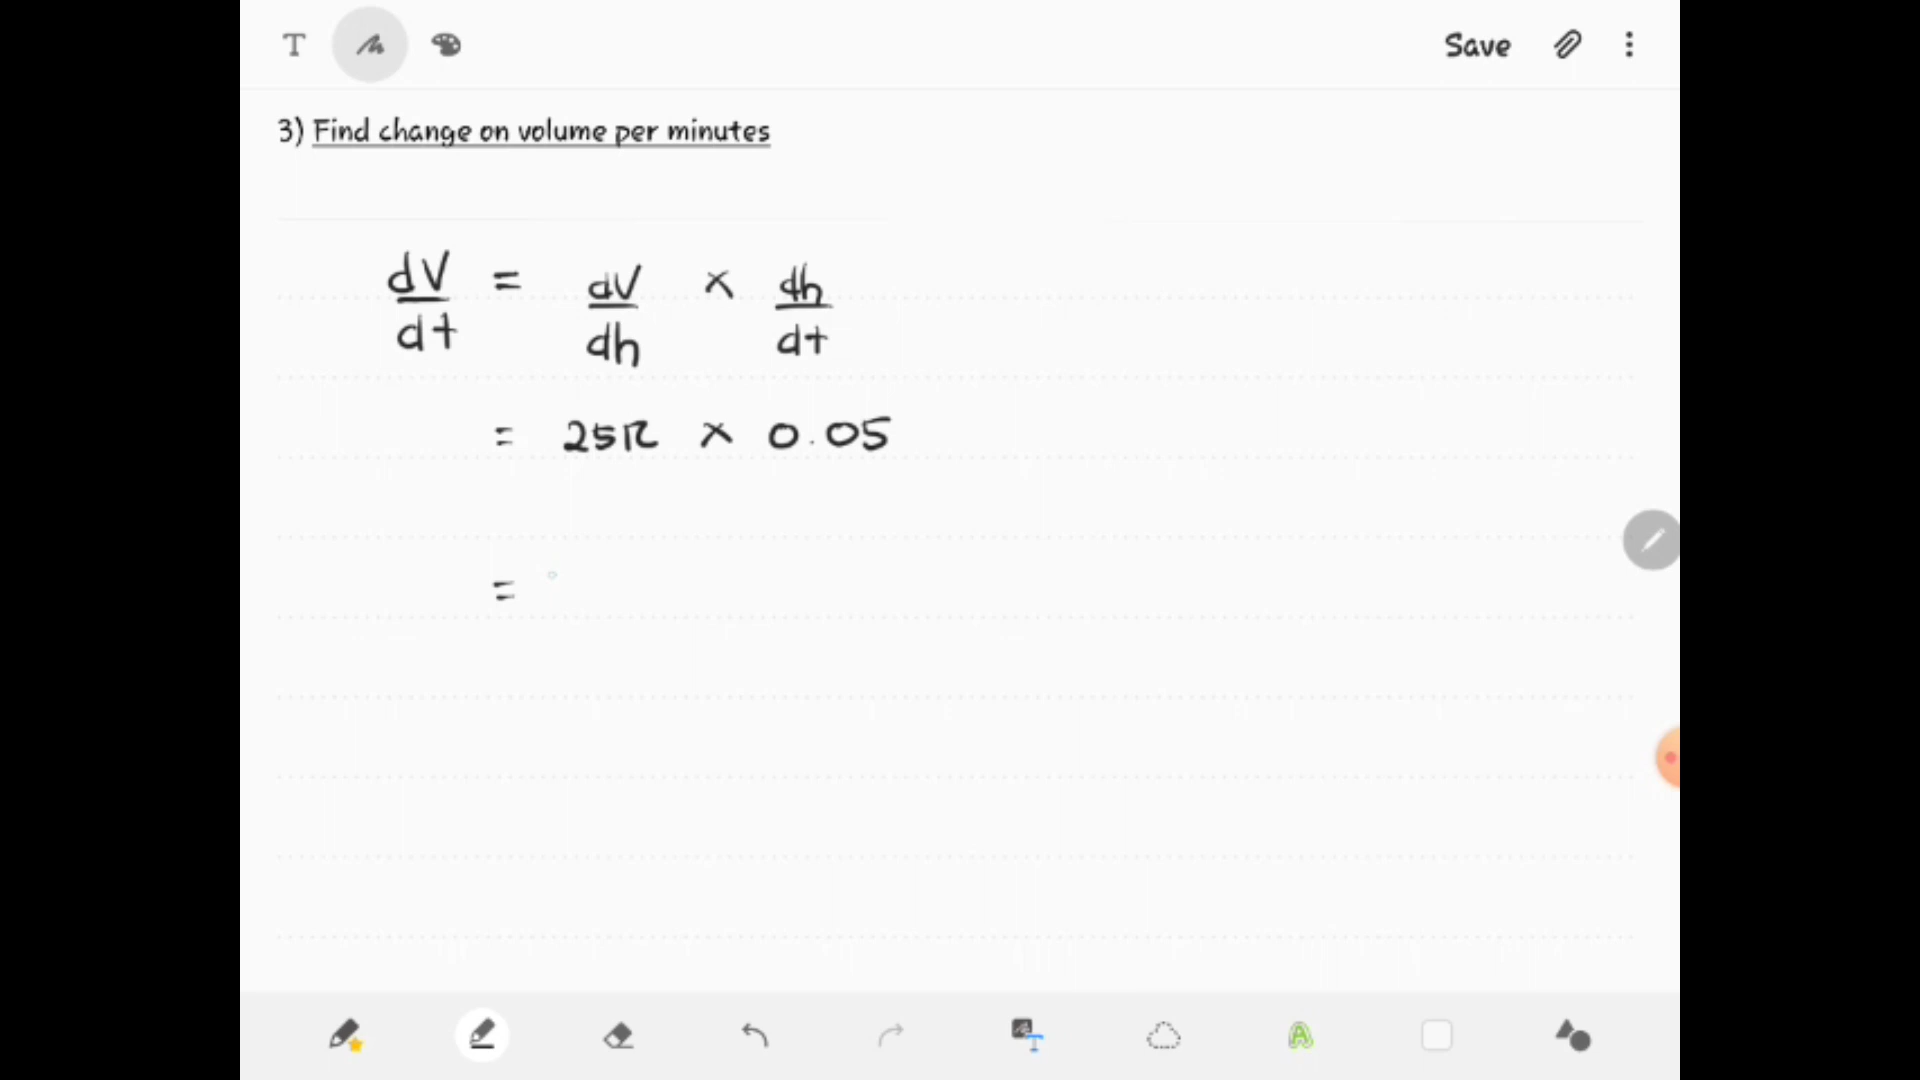 T
Save
3) Find change on volume per minutes
dV/dt = dV/dh × dh/dt
= 25π × 0.05
=
A